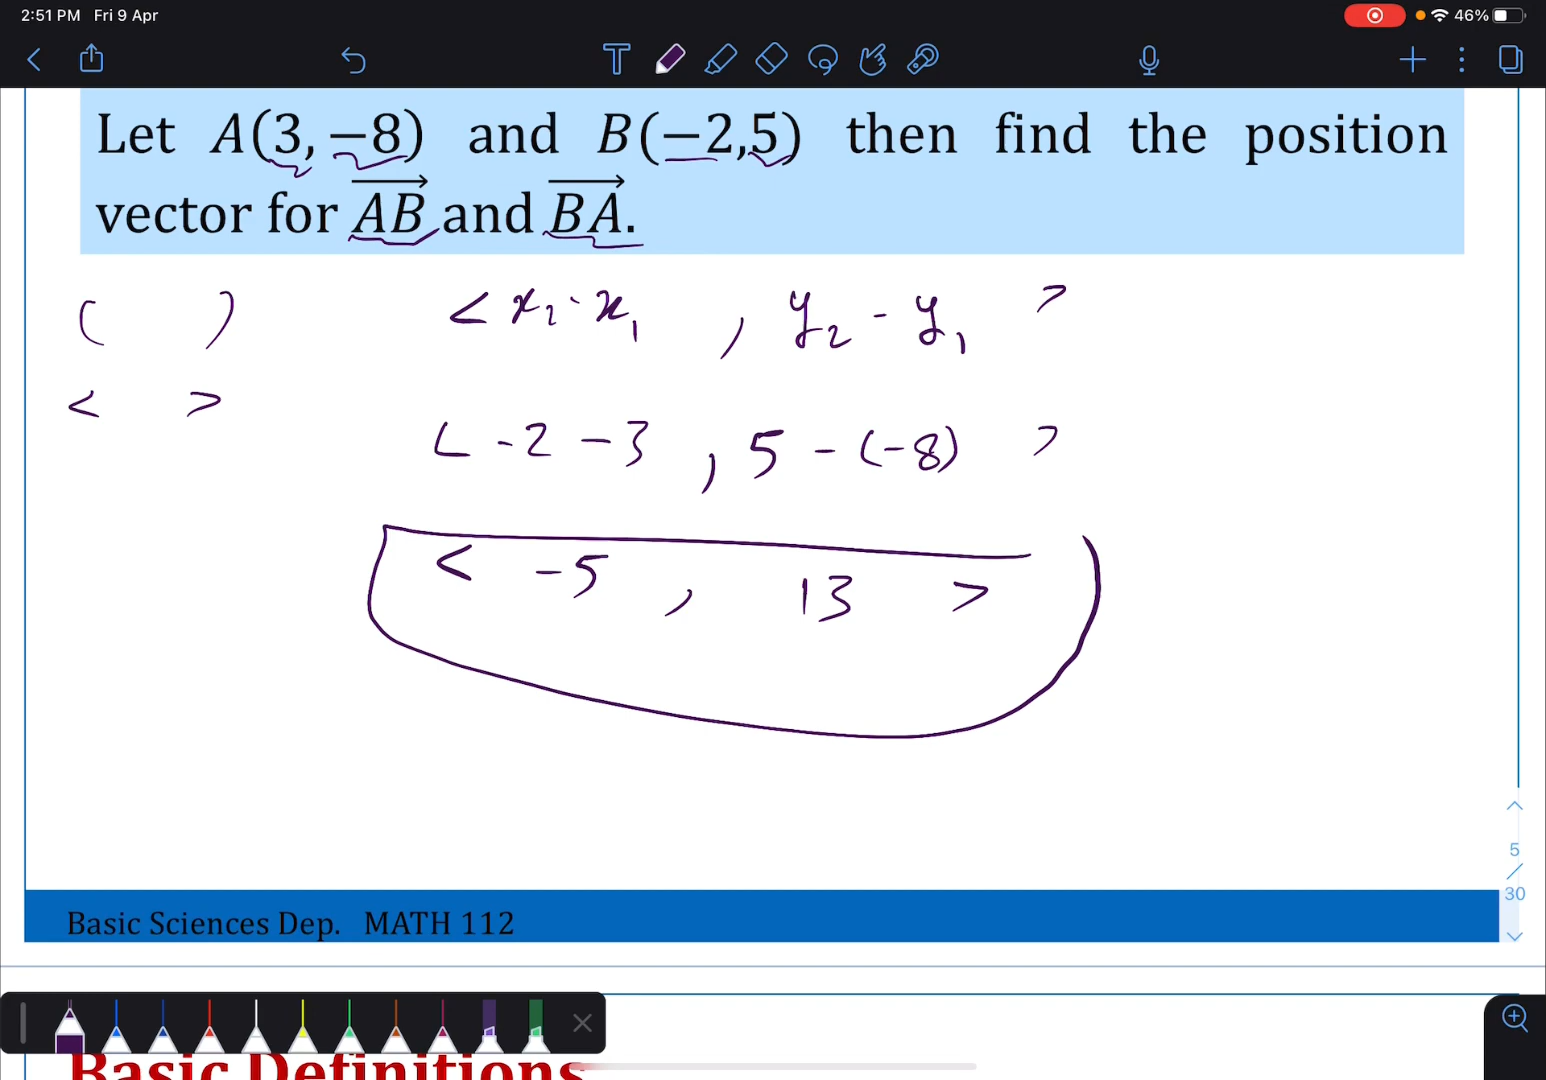 2:51 PM Fri 9 Apr
46%
Let A(3, −8) and B(−2,5) then find the position
vector for AB and BA.
( )
< x₂ - x₁ , y₂ - y₁ >
< >
< -2 - 3 , 5 - (-8) >
< -5 , 13 >
5
30
Basic Sciences Dep. MATH 112
Basic Definitions